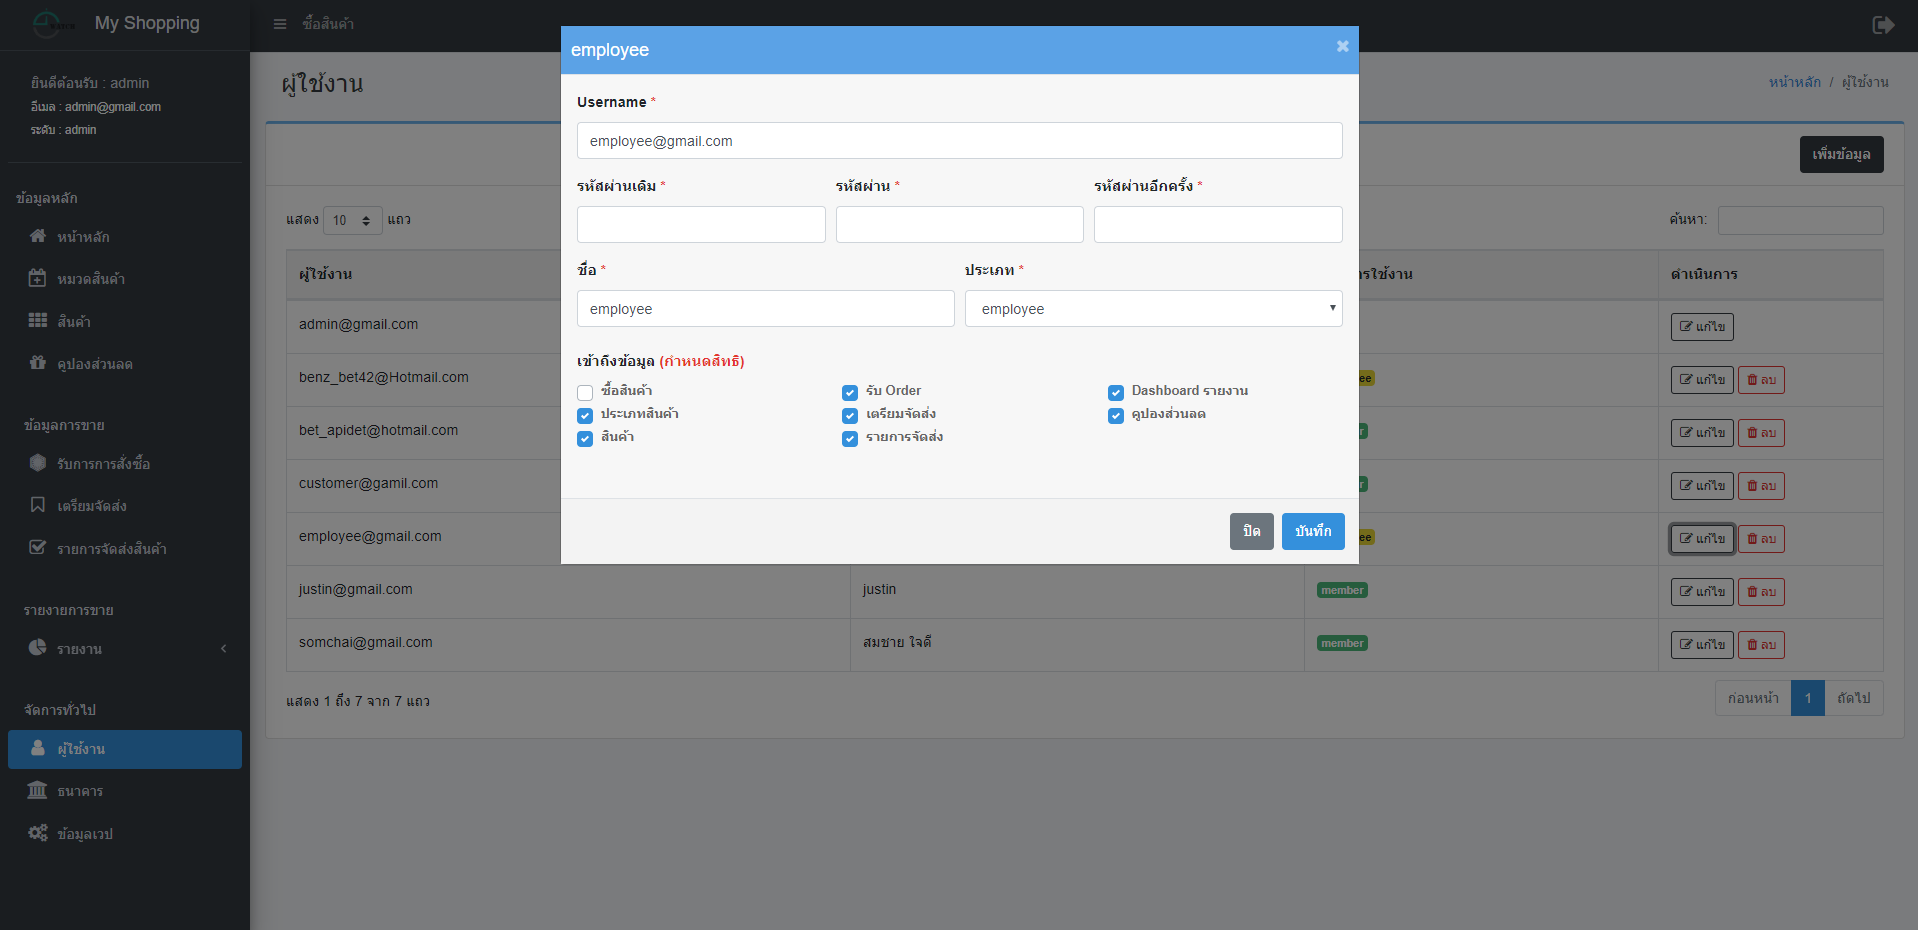 My Shopping
ซื้อสินค้า
ยินดีต้อนรับ : admin
อีเมล : admin@gmail.com
ระดับ : admin
ข้อมูลหลัก
หน้าหลัก
หมวดสินค้า
สินค้า
คูปองส่วนลด
ข้อมูลการขาย
รับการการสั่งซื้อ
เตรียมจัดส่ง
รายการจัดส่งสินค้า
รายงายการขาย
รายงาน
จัดการทั่วไป
ผู้ใช้งาน
ธนาคาร
ข้อมูลเวป
ผู้ใช้งาน
หน้าหลัก / ผู้ใช้งาน
เพิ่มข้อมูล
แสดง 10 แถว
ค้นหา:
ผู้ใช้งาน รใช้งาน ดำเนินการ
admin@gmail.com แก้ไข
benz_bet42@Hotmail.com ee แก้ไข ลบ
bet_apidet@hotmail.com r แก้ไข ลบ
customer@gamil.com r แก้ไข ลบ
employee@gmail.com ee แก้ไข ลบ
justin@gmail.com justin member แก้ไข ลบ
somchai@gmail.com สมชาย ใจดี member แก้ไข ลบ
แสดง 1 ถึง 7 จาก 7 แถว
ก่อนหน้า 1 ถัดไป
employee
Username *
employee@gmail.com
รหัสผ่านเดิม * รหัสผ่าน * รหัสผ่านอีกครั้ง *
ชื่อ * ประเภท *
employee employee
เข้าถึงข้อมูล (กำหนดสิทธิ)
ซื้อสินค้า รับ Order Dashboard รายงาน
ประเภทสินค้า เตรียมจัดส่ง คูปองส่วนลด
สินค้า รายการจัดส่ง
ปิด บันทึก